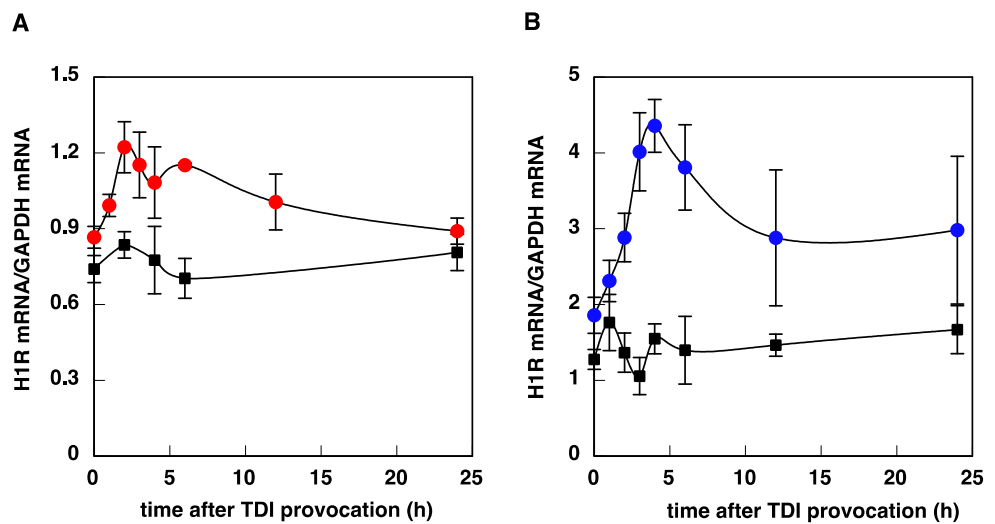 A
H1R mRNA/GAPDH mRNA
1.5
1.2
0.9
0.6
0.3
0
0 5 10 15 20 25
time after TDI provocation (h)
B
H1R mRNA/GAPDH mRNA
5
4
3
2
1
0
0 5 10 15 20 25
time after TDI provocation (h)